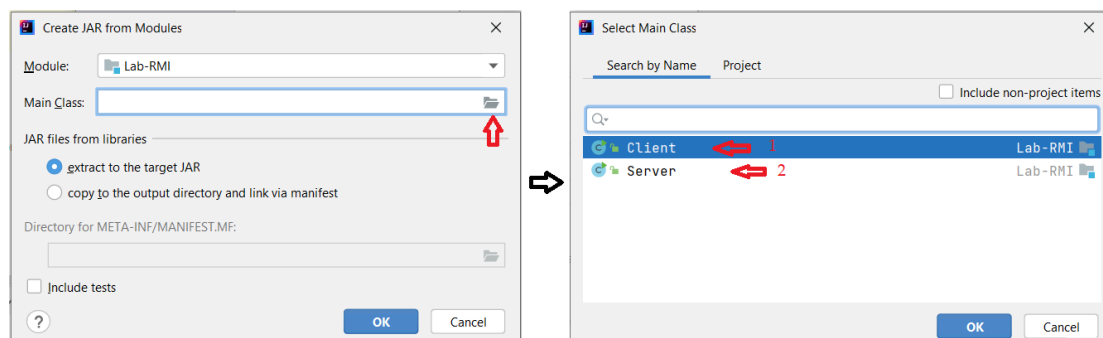 Create JAR from Modules
Module: Lab-RMI
Main Class:
JAR files from libraries
extract to the target JAR
copy to the output directory and link via manifest
Directory for META-INF/MANIFEST.MF:
Include tests
? OK Cancel
Select Main Class
Search by Name Project
Include non-project items
Client 1 Lab-RMI
Server 2 Lab-RMI
OK Cancel